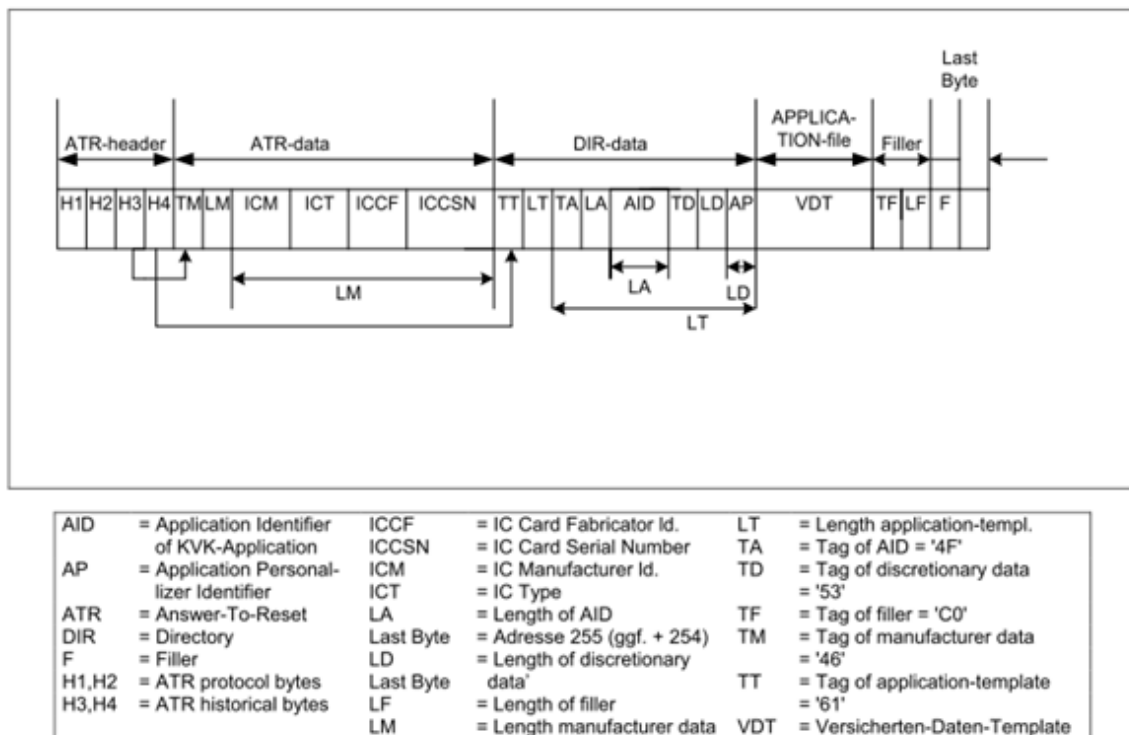 Last
Byte
ATR-header ATR-data DIR-data APPLICA-
TION-file Filler
H1 H2 H3 H4 TM LM ICM ICT ICCF ICCSN TT LT TA LA AID TD LD AP VDT TF LF F
LM LA LD
LT
AID = Application Identifier ICCF = IC Card Fabricator Id. LT = Length application-templ.
of KVK-Application ICCSN = IC Card Serial Number TA = Tag of AID = '4F'
AP = Application Personal- ICM = IC Manufacturer Id. TD = Tag of discretionary data
lizer Identifier ICT = IC Type = '53'
ATR = Answer-To-Reset LA = Length of AID TF = Tag of filler = 'C0'
DIR = Directory Last Byte = Adresse 255 (ggf. + 254) TM = Tag of manufacturer data
F = Filler LD = Length of discretionary = '46'
H1,H2 = ATR protocol bytes Last Byte data' TT = Tag of application-template
H3,H4 = ATR historical bytes LF = Length of filler = '61'
LM = Length manufacturer data VDT = Versicherten-Daten-Template